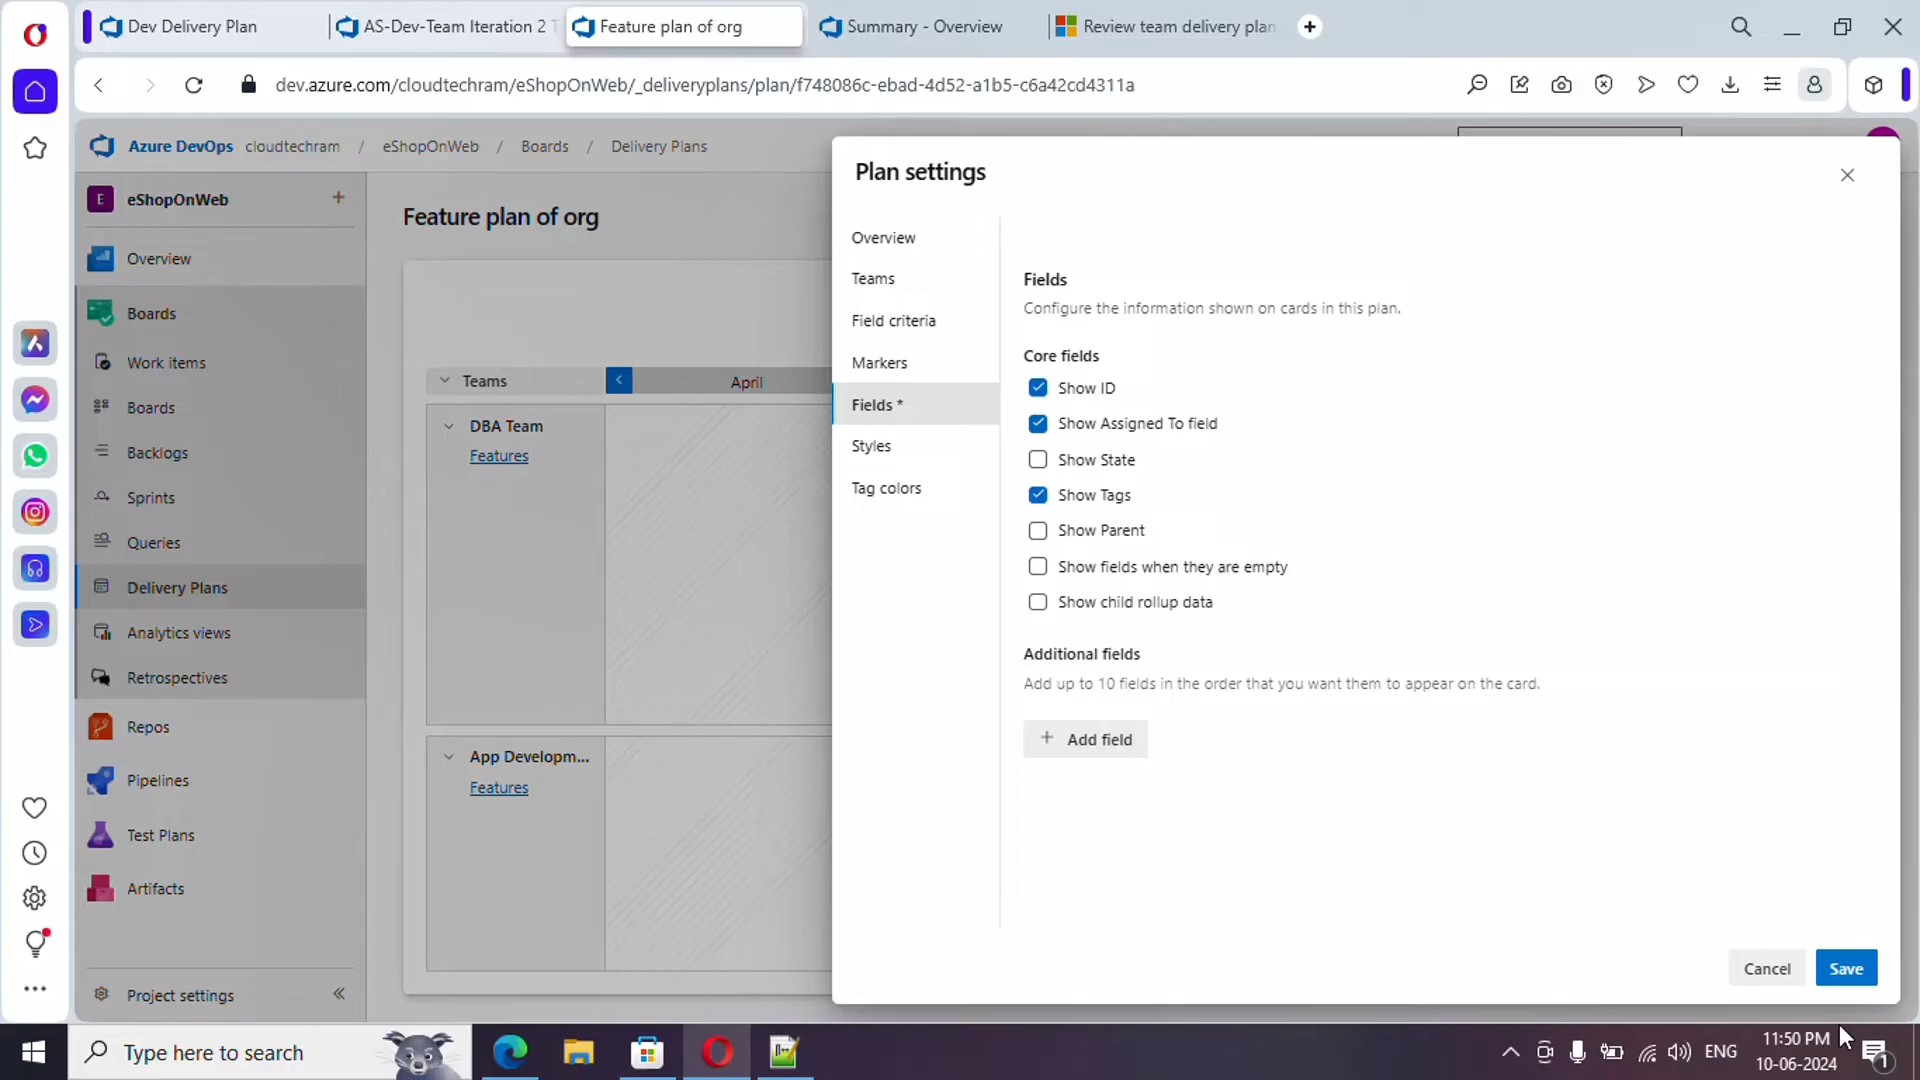 Dev Delivery Plan
AS-Dev-Team Iteration 2 T
Feature plan of org
Summary - Overview
Review team delivery plan
dev.azure.com/cloudtechram/eShopOnWeb/_deliveryplans/plan/f748086c-ebad-4d52-a1b5-c6a42cd4311a
Azure DevOps cloudtechram / eShopOnWeb / Boards / Delivery Plans
E eShopOnWeb
Overview
Boards
Work items
Boards
Backlogs
Sprints
Queries
Delivery Plans
Analytics views
Retrospectives
Repos
Pipelines
Test Plans
Artifacts
Project settings
Feature plan of org
Teams
April
DBA Team
Features
App Developm...
Features
Plan settings
Overview
Teams
Field criteria
Markers
Fields *
Styles
Tag colors
Fields
Configure the information shown on cards in this plan.
Core fields
Show ID
Show Assigned To field
Show State
Show Tags
Show Parent
Show fields when they are empty
Show child rollup data
Additional fields
Add up to 10 fields in the order that you want them to appear on the card.
Add field
Cancel
Save
Type here to search
ENG
11:50 PM
10-06-2024
1